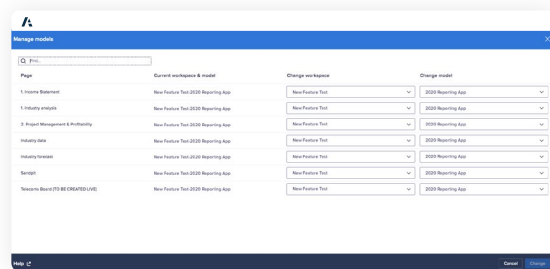 Manage models
Find...
Page Current workspace & model Change workspace Change model
1: Income Statement New Feature Test:2020 Reporting App New Feature Test 2020 Reporting App
1: Industry analysis New Feature Test:2020 Reporting App New Feature Test 2020 Reporting App
2: Project Management & Profitability New Feature Test:2020 Reporting App New Feature Test 2020 Reporting App
Industry data New Feature Test:2020 Reporting App New Feature Test 2020 Reporting App
Industry forecast New Feature Test:2020 Reporting App New Feature Test 2020 Reporting App
Sandpit New Feature Test:2020 Reporting App New Feature Test 2020 Reporting App
Telecoms Board (TO BE CREATED LIVE) New Feature Test:2020 Reporting App New Feature Test 2020 Reporting App
Help Cancel Change